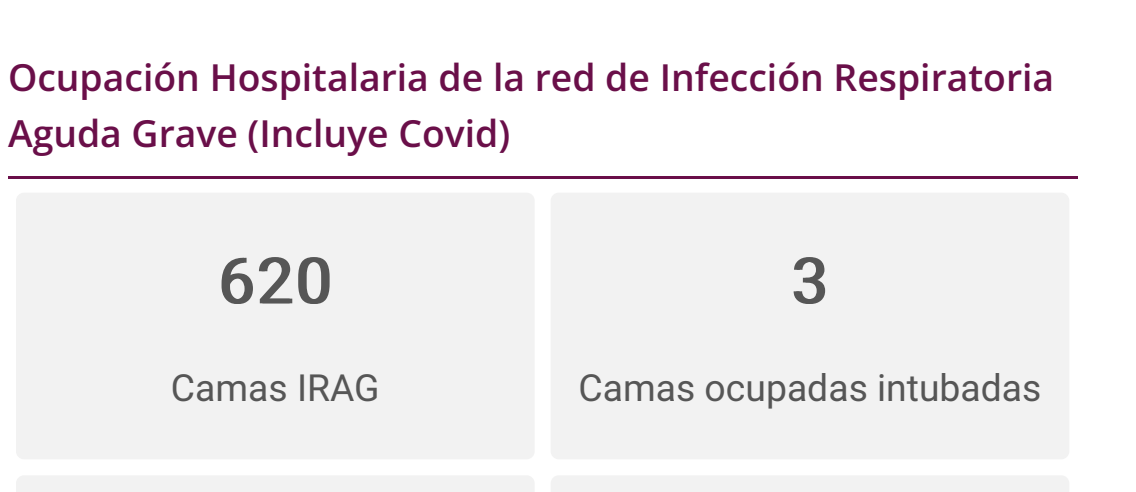 Ocupación Hospitalaria de la red de Infección Respiratoria
Aguda Grave (Incluye Covid)
620
Camas IRAG
3
Camas ocupadas intubadas